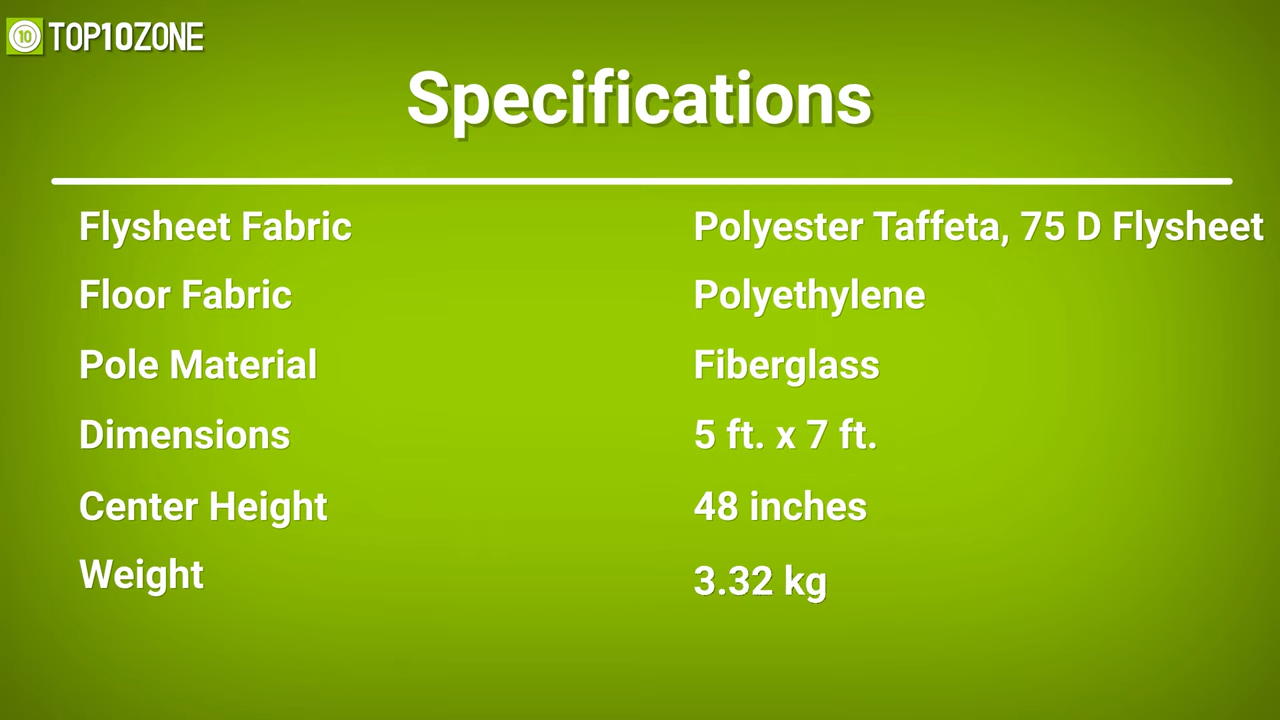 10 TOP10ZONE
Specifications
Flysheet Fabric Polyester Taffeta, 75 D Flysheet
Floor Fabric Polyethylene
Pole Material Fiberglass
Dimensions 5 ft. x 7 ft.
Center Height 48 inches
Weight 3.32 kg